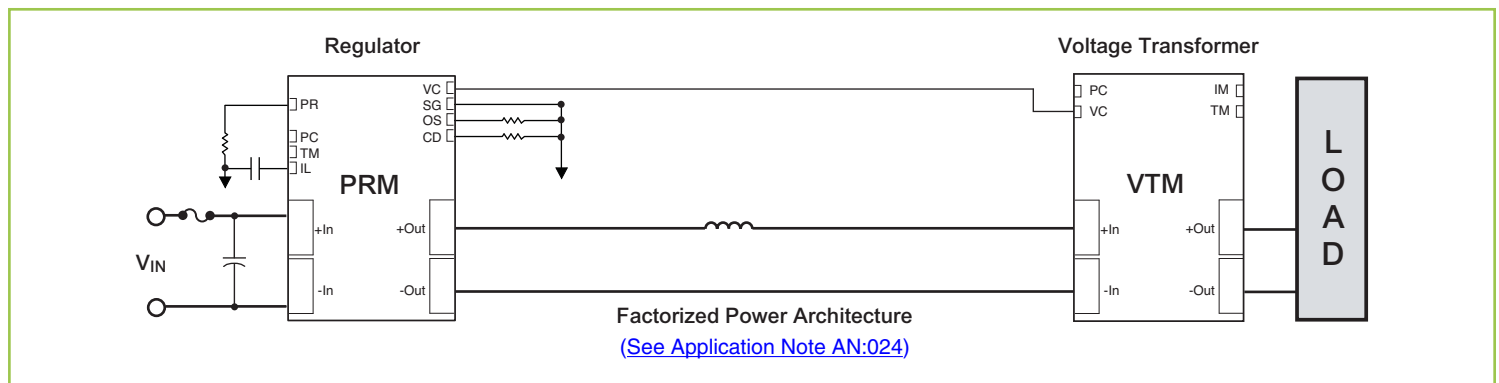 Regulator
Voltage Transformer
PR
PC
TM
IL
VC
SG
OS
CD
PRM
+In
-In
+Out
-Out
VIN
PC
VC
IM
TM
VTM
+In
-In
+Out
-Out
LOAD
Factorized Power Architecture
(See Application Note AN:024)